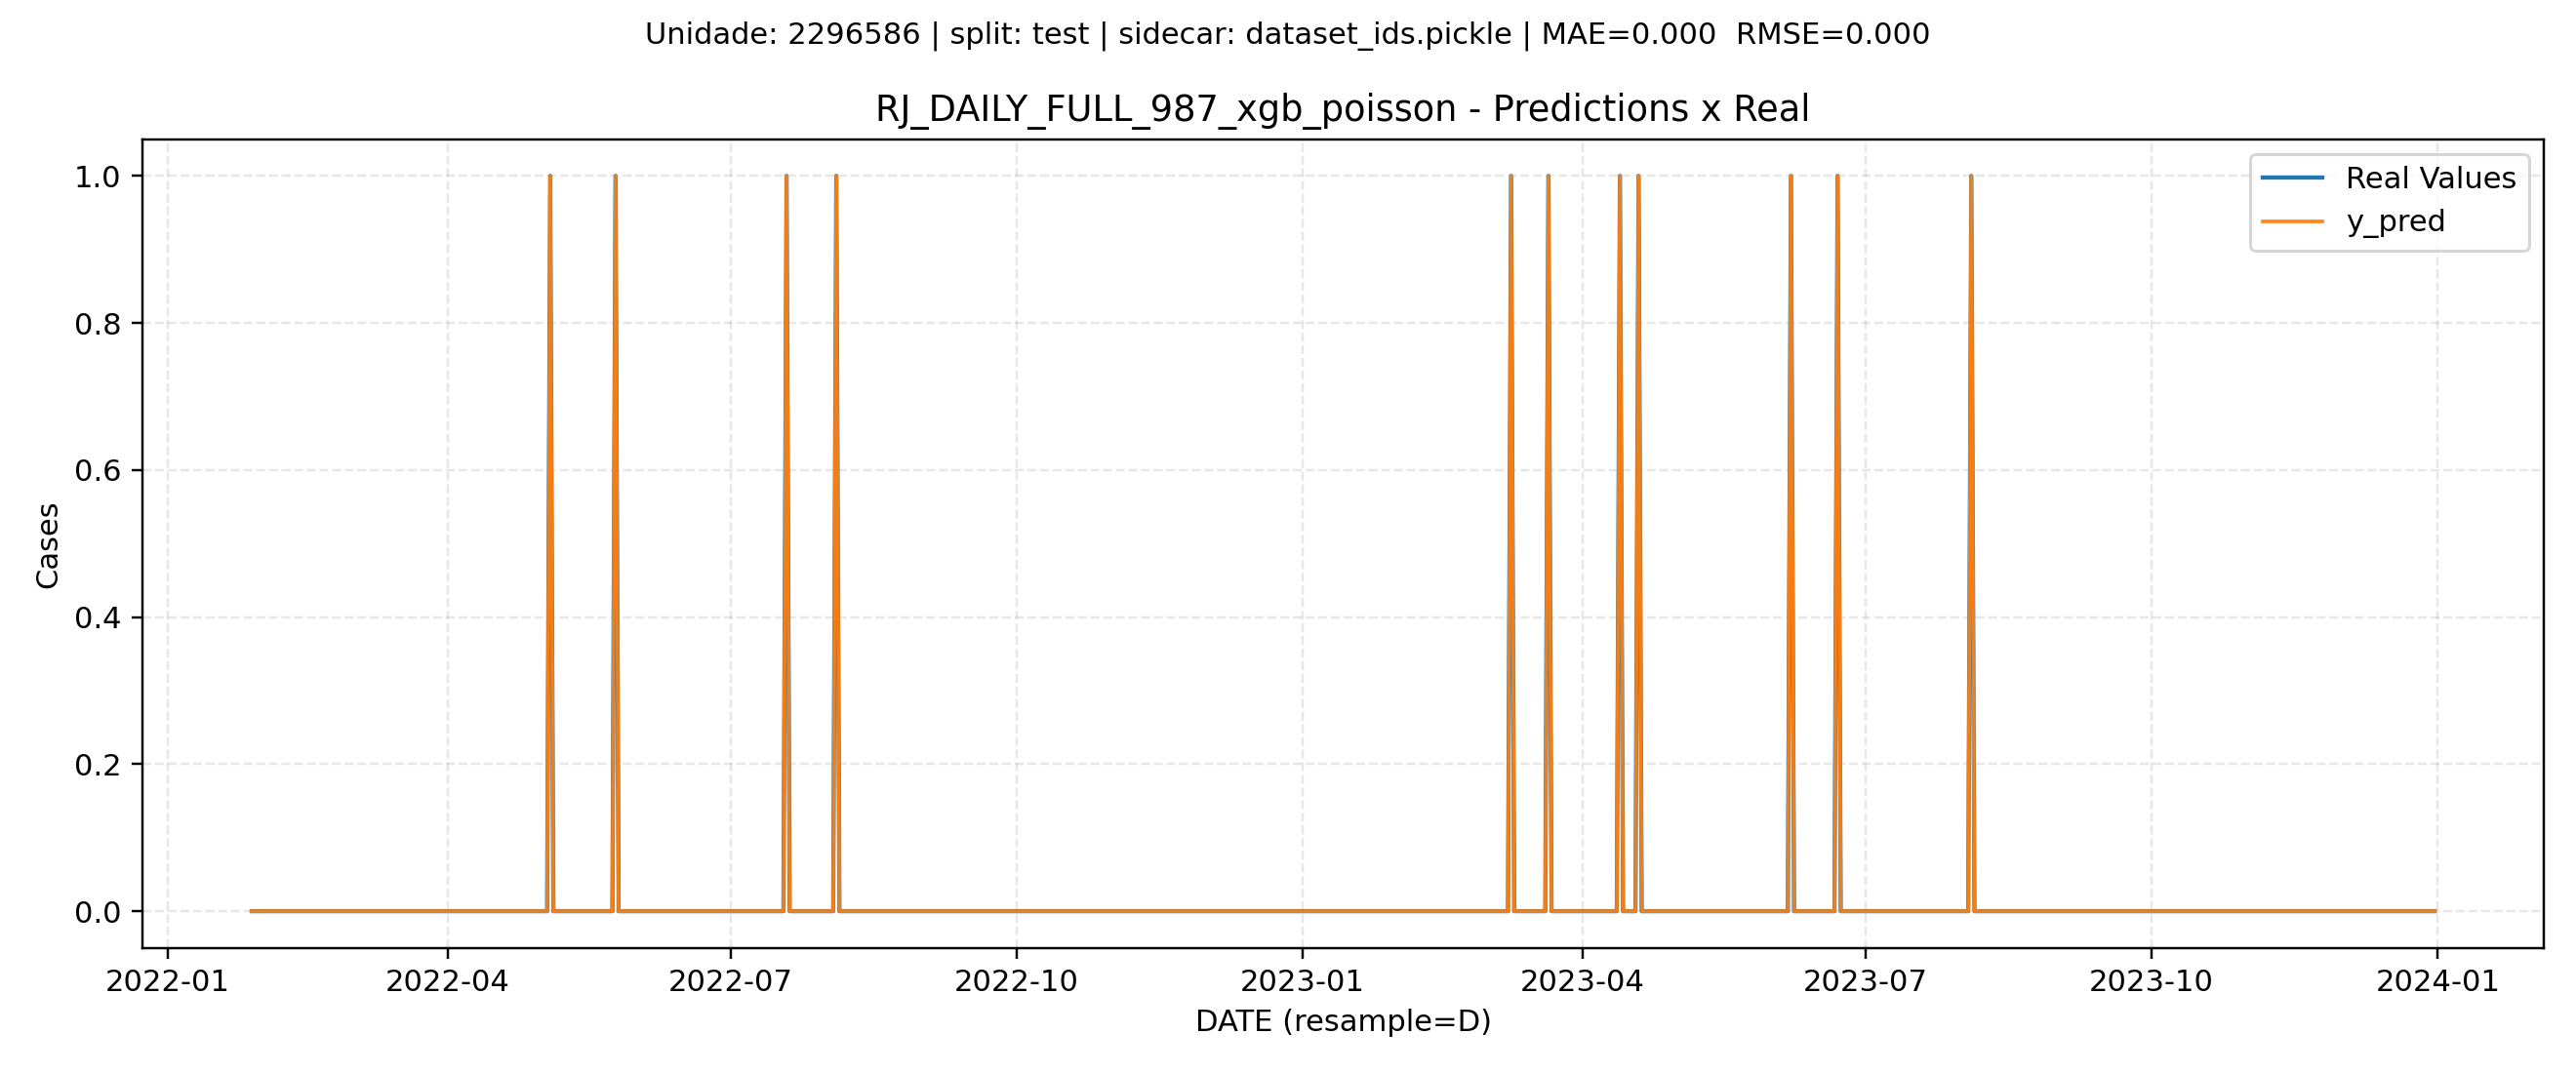 Unidade: 2296586 | split: test | sidecar: dataset_ids.pickle | MAE=0.000  RMSE=0.000
RJ_DAILY_FULL_987_xgb_poisson - Predictions x Real
Real Values
y_pred
Cases
1.0
0.8
0.6
0.4
0.2
0.0
2022-01 2022-04 2022-07 2022-10 2023-01 2023-04 2023-07 2023-10 2024-01
DATE (resample=D)